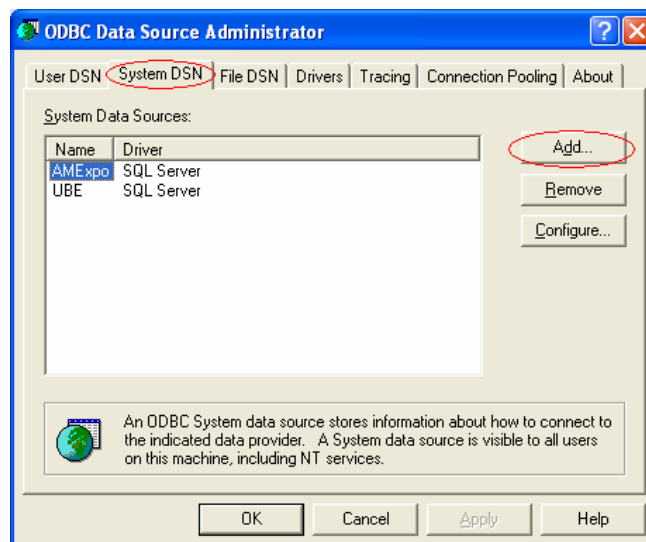 ODBC Data Source Administrator
User DSN System DSN File DSN Drivers Tracing Connection Pooling About
System Data Sources:
Name Driver
AMExpo SQL Server
UBE SQL Server
Add...
Remove
Configure...
An ODBC System data source stores information about how to connect to
the indicated data provider. A System data source is visible to all users
on this machine, including NT services.
OK Cancel Apply Help